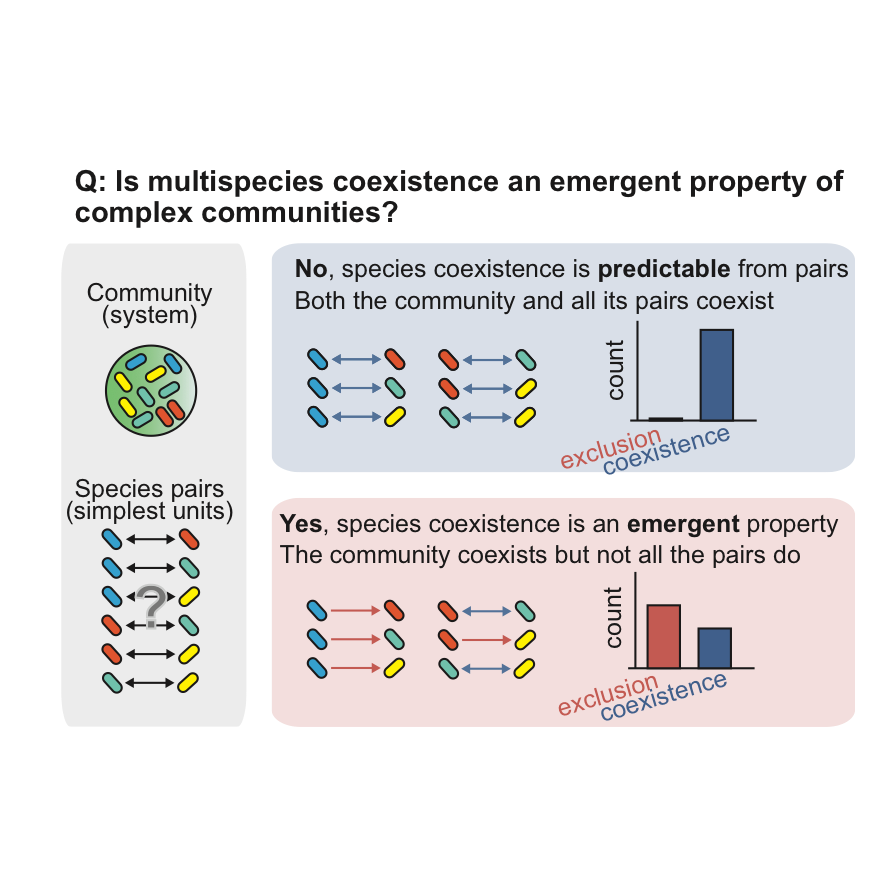 Q: Is multispecies coexistence an emergent property of
complex communities?
Community
(system)
Species pairs
(simplest units)
?
No, species coexistence is predictable from pairs
Both the community and all its pairs coexist
count
exclusion
coexistence
Yes, species coexistence is an emergent property
The community coexists but not all the pairs do
count
exclusion
coexistence